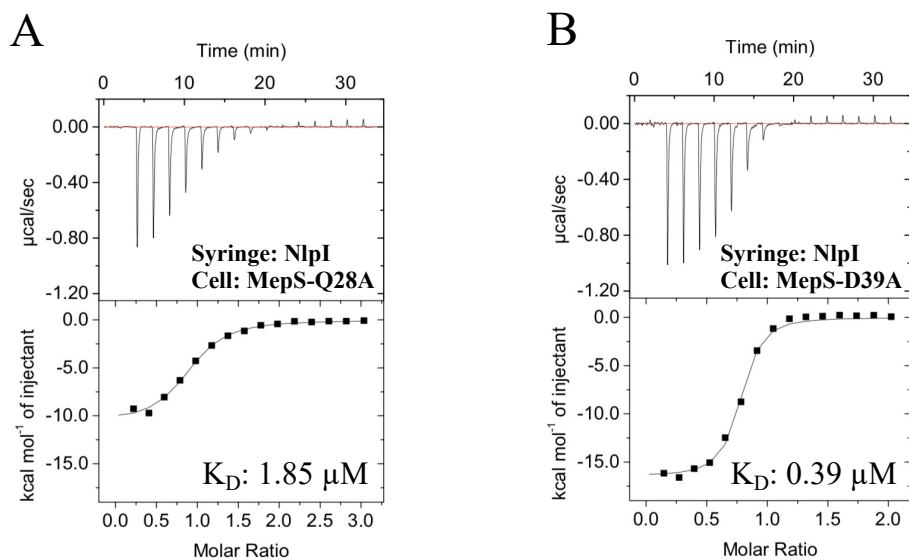 A
Time (min)
0 10 20 30
0.00
-0.40
-0.80
-1.20
µcal/sec
Syringe: NlpI
Cell: MepS-Q28A
0.0
-5.0
-10.0
-15.0
kcal mol⁻¹ of injectant
K_D: 1.85 µM
0.0 0.5 1.0 1.5 2.0 2.5 3.0
Molar Ratio
B
Time (min)
0 10 20 30
0.00
-0.40
-0.80
-1.20
µcal/sec
Syringe: NlpI
Cell: MepS-D39A
0.0
-5.0
-10.0
-15.0
kcal mol⁻¹ of injectant
K_D: 0.39 µM
0.0 0.5 1.0 1.5 2.0
Molar Ratio